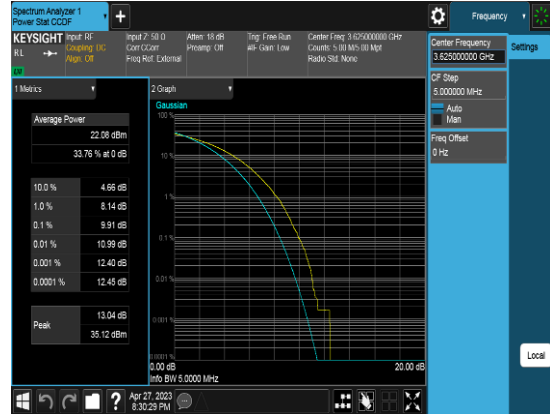 Spectrum Analyzer 1
Power Stat CCDF
+
Frequency
KEYSIGHT
RL
Input: RF
Coupling: DC
Align: Off
Input Z: 50 Ω
Corr CCorr
Freq Ref: External
Atten: 18 dB
Preamp: Off
Trig: Free Run
#IF Gain: Low
Center Freq: 3.625000000 GHz
Counts: 5.00 M/5.00 Mpt
Radio Std: None
Center Frequency
3.625000000 GHz
Settings
CF Step
5.000000 MHz
Auto
Man
Freq Offset
0 Hz
1 Metrics
Average Power
22.08 dBm
33.76 % at 0 dB
10.0 % 4.66 dB
1.0 % 8.14 dB
0.1 % 9.91 dB
0.01 % 10.99 dB
0.001 % 12.40 dB
0.0001 % 12.45 dB
Peak
13.04 dB
35.12 dBm
2 Graph
Gaussian
100 %
10 %
1 %
0.1 %
0.01 %
0.001 %
0.0001 %
0.00 dB
20.00 dB
Info BW 5.0000 MHz
Local
?
Apr 27, 2023
8:30:29 PM